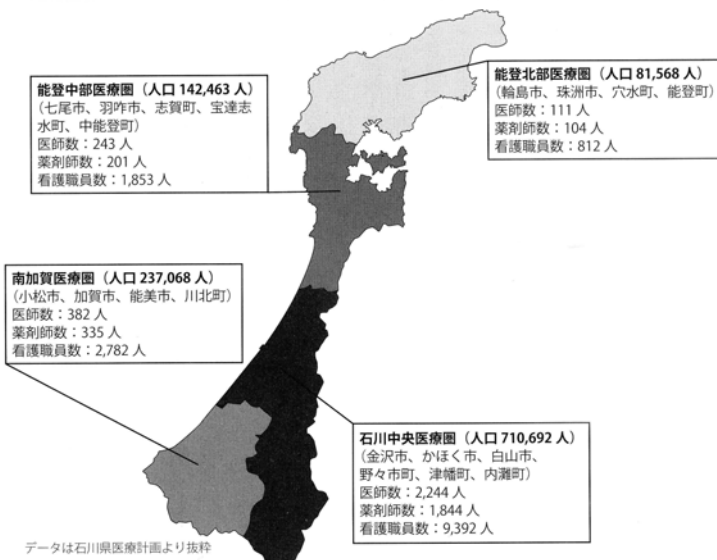 能登中部医療圏（人口 142,463 人）
（七尾市、羽咋市、志賀町、宝達志
水町、中能登町）
医師数：243 人
薬剤師数：201 人
看護職員数：1,853 人
能登北部医療圏（人口 81,568 人）
（輪島市、珠洲市、穴水町、能登町）
医師数：111 人
薬剤師数：104 人
看護職員数：812 人
南加賀医療圏（人口 237,068 人）
（小松市、加賀市、能美市、川北町）
医師数：382 人
薬剤師数：335 人
看護職員数：2,782 人
石川中央医療圏（人口 710,692 人）
（金沢市、かほく市、白山市、
野々市町、津幡町、内灘町）
医師数：2,244 人
薬剤師数：1,844 人
看護職員数：9,392 人
データは石川県医療計画より抜粋